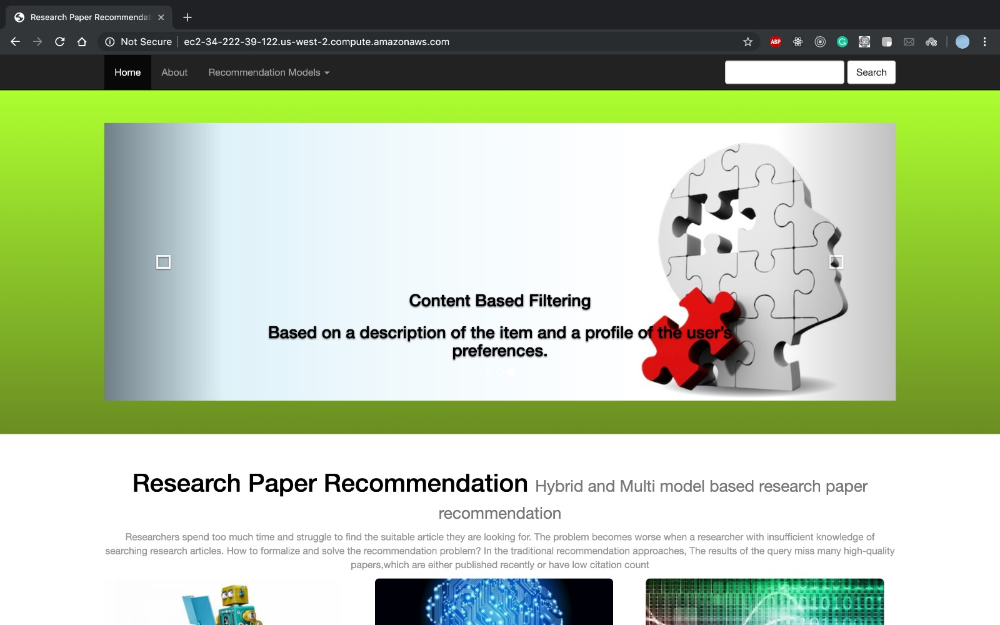 Research Paper Recommendat
Not Secure ec2-34-222-39-122.us-west-2.compute.amazonaws.com ABP
Home About Recommendation Models Search
Content Based Filtering
Based on a description of the item and a profile of the user's
preferences.
Research Paper Recommendation Hybrid and Multi model based research paper
recommendation
Researchers spend too much time and struggle to find the suitable article they are looking for. The problem becomes worse when a researcher with insufficient knowledge of
searching research articles. How to formalize and solve the recommendation problem? In the traditional recommendation approaches, The results of the query miss many high-quality
papers,which are either published recently or have low citation count